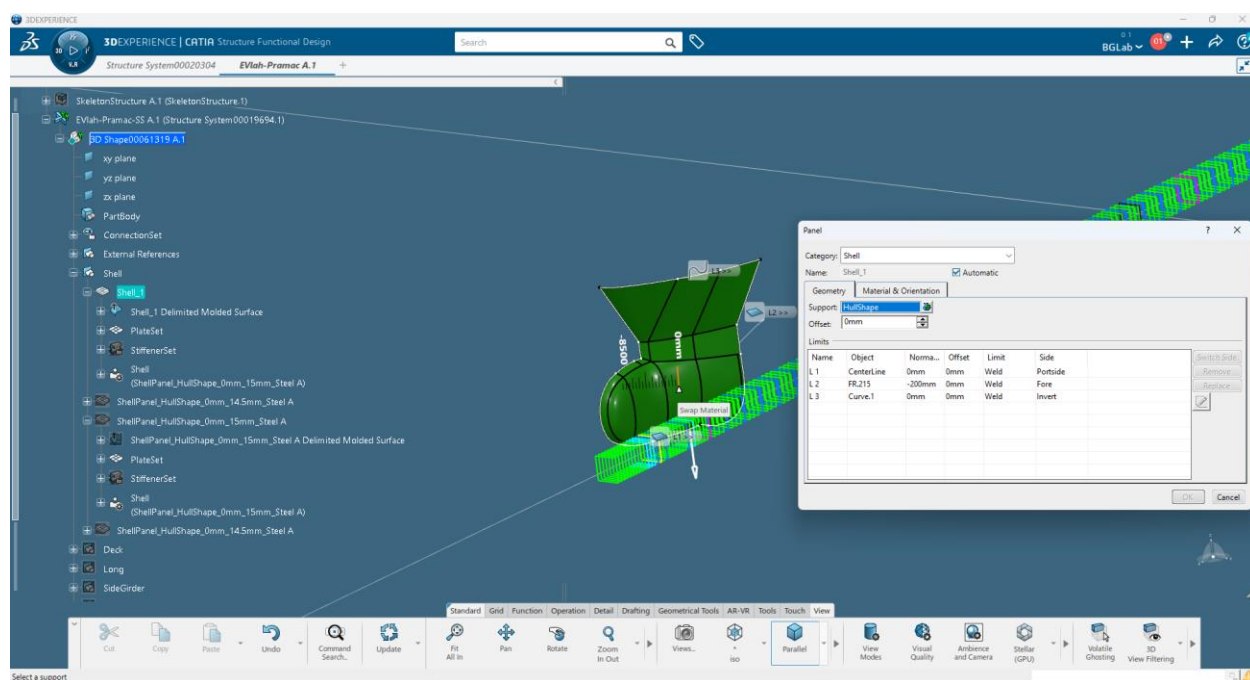 3DEXPERIENCE
3DEXPERIENCE | CATIA Structure Functional Design
Search
BGLab
Structure System00020304
EVlah-Pramac A.1
SkeletonStructure A.1 (SkeletonStructure.1)
EVlah-Pramac-SS A.1 (Structure System00019694.1)
3D Shape00061319 A.1
xy plane
yz plane
zx plane
PartBody
ConnectionSet
External References
Shell
Shell_1
Shell_1 Delimited Molded Surface
PlateSet
StiffenerSet
Shell
(ShellPanel_HullShape_0mm_15mm_Steel A)
ShellPanel_HullShape_0mm_14.5mm_Steel A
ShellPanel_HullShape_0mm_15mm_Steel A
ShellPanel_HullShape_0mm_15mm_Steel A Delimited Molded Surface
PlateSet
StiffenerSet
Shell
(ShellPanel_HullShape_0mm_15mm_Steel A)
ShellPanel_HullShape_0mm_14.5mm_Steel A
Deck
Long
SideGirder
L3 >>
L2 >>
-8500
0mm
Swap Material
Panel
Category: Shell
Name: Shell_1 Automatic
Geometry Material & Orientation
Support: HullShape
Offset: 0mm
Limits
Name Object Norma... Offset Limit Side
L 1 CenterLine 0mm 0mm Weld Portside
L 2 FR.215 -200mm 0mm Weld Fore
L 3 Curve.1 0mm 0mm Weld Invert
Switch Side
Remove
Replace
OK Cancel
Standard Grid Function Operation Detail Drafting Geometrical Tools AR-VR Tools Touch View
Cut
Copy
Paste
Undo
Command Search...
Update
Fit All In
Pan
Rotate
Zoom In Out
Views...
iso
Parallel
View Modes
Visual Quality
Ambience and Camera
Stellar (GPU)
Volatile Ghosting
3D View Filtering
Select a support